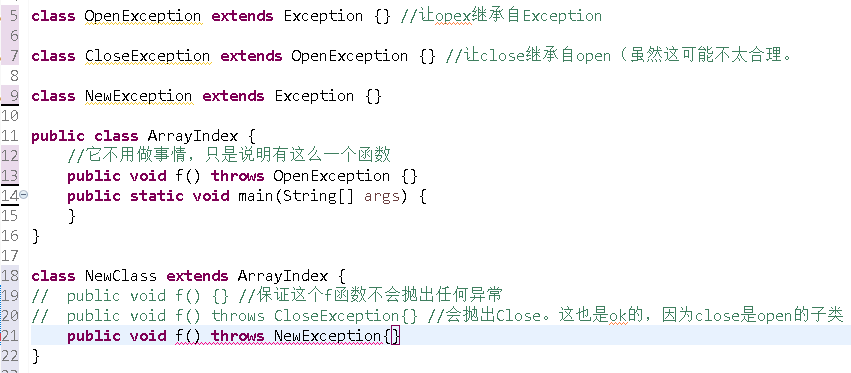 5 class OpenException extends Exception {} //让opex继承自Exception
6
7 class CloseException extends OpenException {} //让close继承自open（虽然这可能不太合理。
8
9 class NewException extends Exception {}
10
11 public class ArrayIndex {
12 //它不用做事情，只是说明有这么一个函数
13 public void f() throws OpenException {}
14 public static void main(String[] args) {
15 }
16 }
17
18 class NewClass extends ArrayIndex {
19 // public void f() {} //保证这个f函数不会抛出任何异常
20 // public void f() throws CloseException{} //会抛出Close。这也是ok的，因为close是open的子类
21 public void f() throws NewException{}
22 }